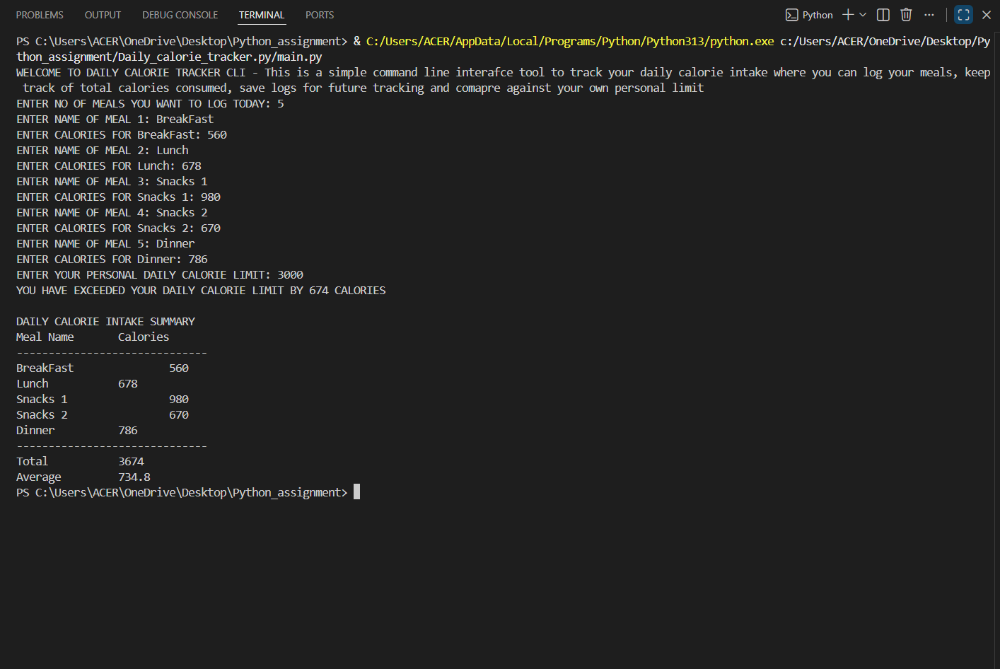 PROBLEMS OUTPUT DEBUG CONSOLE TERMINAL PORTS Python
PS C:\Users\ACER\OneDrive\Desktop\Python_assignment> & C:/Users/ACER/AppData/Local/Programs/Python/Python313/python.exe c:/Users/ACER/OneDrive/Desktop/Py
thon_assignment/Daily_calorie_tracker.py/main.py
WELCOME TO DAILY CALORIE TRACKER CLI - This is a simple command line interafce tool to track your daily calorie intake where you can log your meals, keep
track of total calories consumed, save logs for future tracking and comapre against your own personal limit
ENTER NO OF MEALS YOU WANT TO LOG TODAY: 5
ENTER NAME OF MEAL 1: BreakFast
ENTER CALORIES FOR BreakFast: 560
ENTER NAME OF MEAL 2: Lunch
ENTER CALORIES FOR Lunch: 678
ENTER NAME OF MEAL 3: Snacks 1
ENTER CALORIES FOR Snacks 1: 980
ENTER NAME OF MEAL 4: Snacks 2
ENTER CALORIES FOR Snacks 2: 670
ENTER NAME OF MEAL 5: Dinner
ENTER CALORIES FOR Dinner: 786
ENTER YOUR PERSONAL DAILY CALORIE LIMIT: 3000
YOU HAVE EXCEEDED YOUR DAILY CALORIE LIMIT BY 674 CALORIES
DAILY CALORIE INTAKE SUMMARY
Meal Name Calories
------------------------------
BreakFast 560
Lunch 678
Snacks 1 980
Snacks 2 670
Dinner 786
------------------------------
Total 3674
Average 734.8
PS C:\Users\ACER\OneDrive\Desktop\Python_assignment>